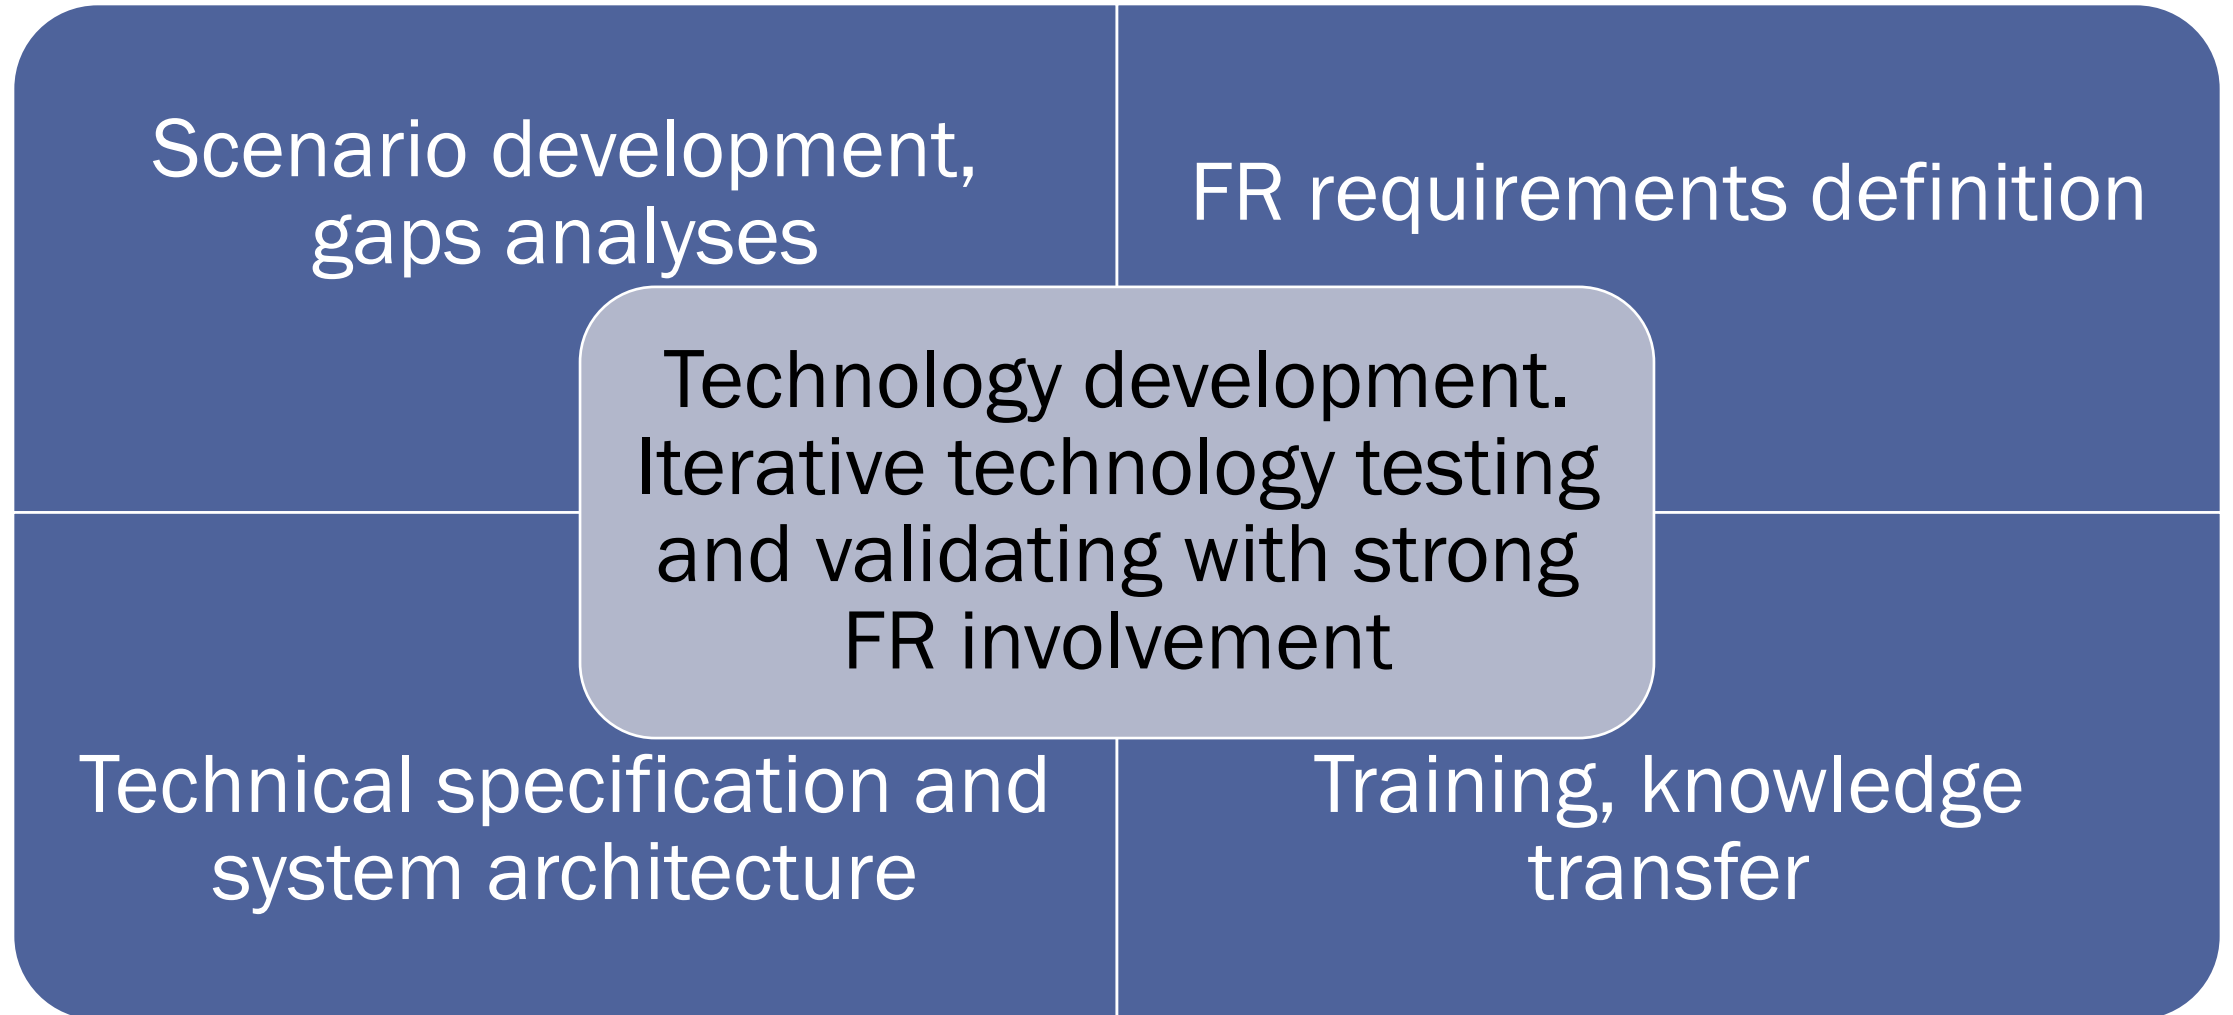 Scenario development,
gaps analyses
FR requirements definition
Technology development.
Iterative technology testing
and validating with strong
FR involvement
Technical specification and
system architecture
Training, knowledge
transfer